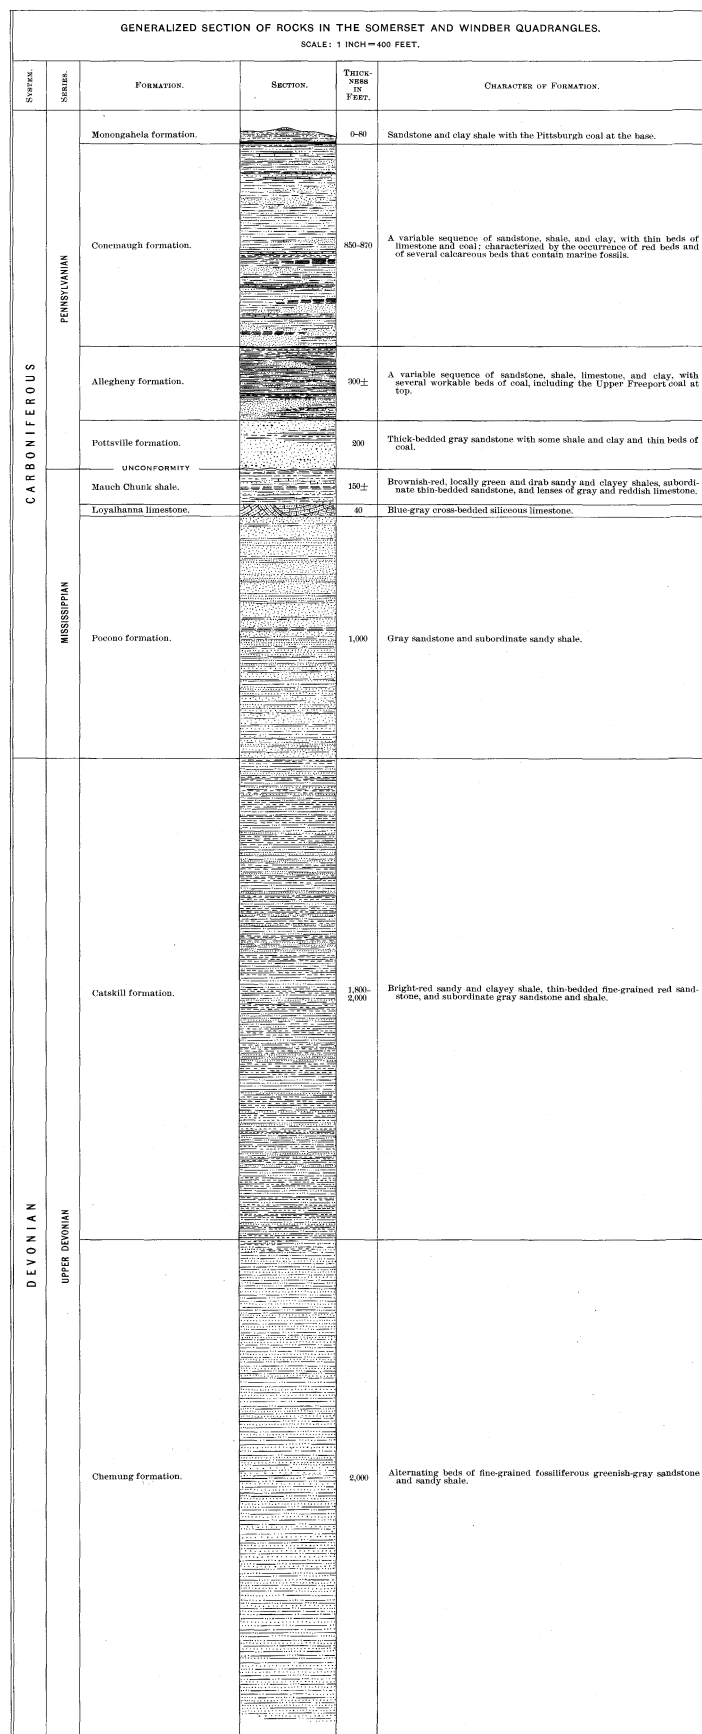 GENERALIZED SECTION OF ROCKS IN THE SOMERSET AND WINDBER QUADRANGLES.
SCALE: 1 INCH=400 FEET.
SYSTEM.
SERIES.
FORMATION.
SECTION.
THICK-
NESS
IN
FEET.
CHARACTER OF FORMATION.
CARBONIFEROUS
PENNSYLVANIAN
Monongahela formation.
0–80
Sandstone and clay shale with the Pittsburgh coal at the base.
Conemaugh formation.
850–870
A variable sequence of sandstone, shale, and clay, with thin beds of
limestone and coal; characterized by the occurrence of red beds and
of several calcareous beds that contain marine fossils.
Allegheny formation.
300±
A variable sequence of sandstone, shale, limestone, and clay, with
several workable beds of coal, including the Upper Freeport coal at
top.
Pottsville formation.
200
Thick-bedded gray sandstone with some shale and clay and thin beds of
coal.
UNCONFORMITY
MISSISSIPPIAN
Mauch Chunk shale.
150±
Brownish-red, locally green and drab sandy and clayey shales, subordi-
nate thin-bedded sandstone, and lenses of gray and reddish limestone.
Loyalhanna limestone.
40
Blue-gray cross-bedded siliceous limestone.
Pocono formation.
1,000
Gray sandstone and subordinate sandy shale.
DEVONIAN
UPPER DEVONIAN
Catskill formation.
1,800–
2,000
Bright-red sandy and clayey shale, thin-bedded fine-grained red sand-
stone, and subordinate gray sandstone and shale.
Chemung formation.
2,000
Alternating beds of fine-grained fossiliferous greenish-gray sandstone
and sandy shale.